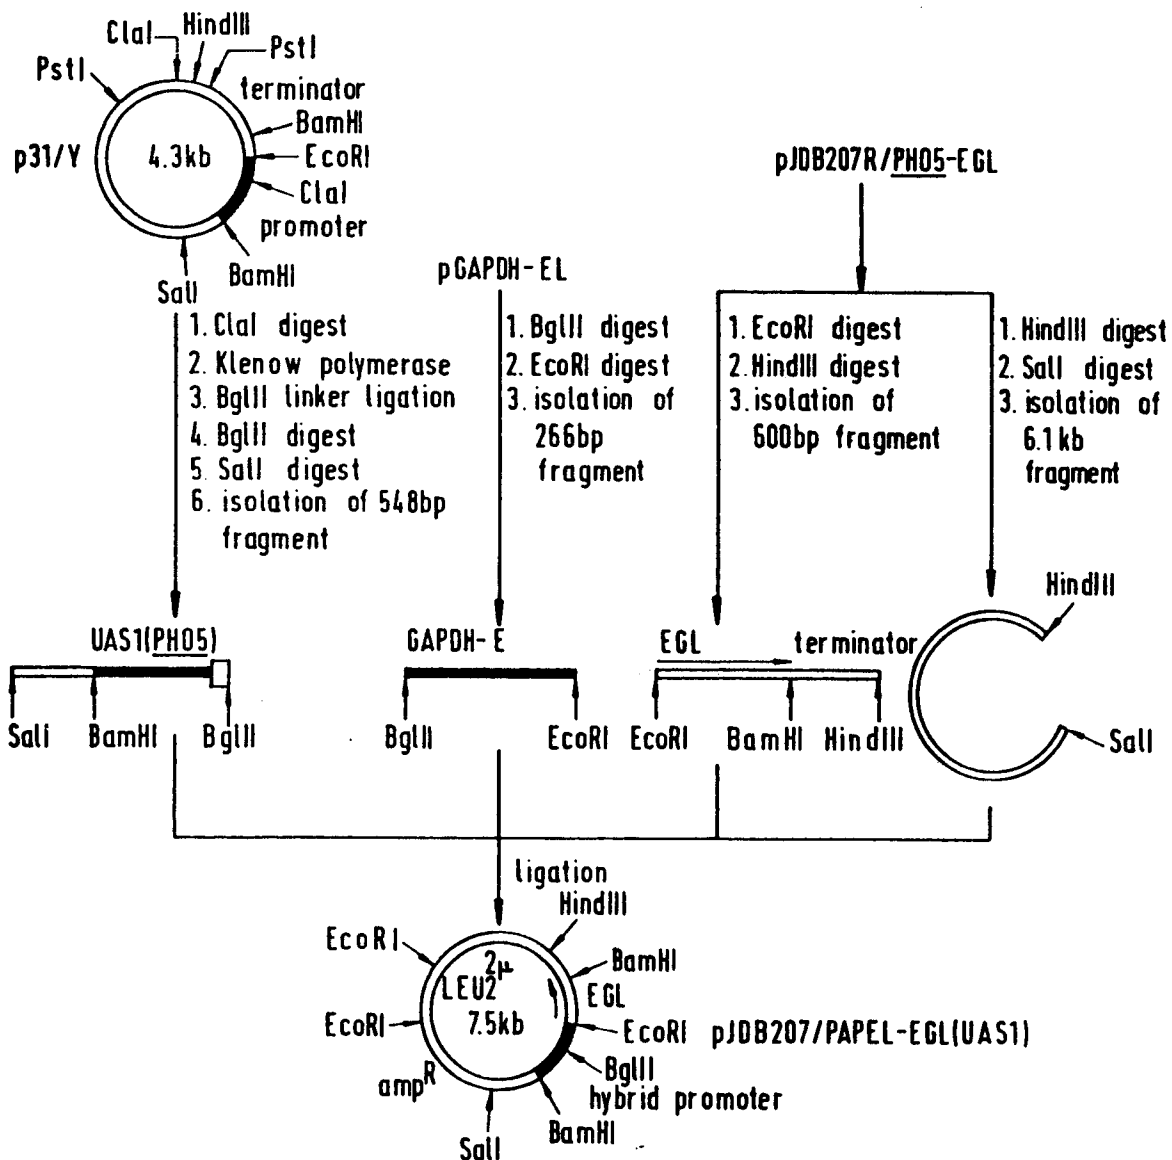 ClaI
HindIII
PstI
PstI
terminator
BamHI
p31/Y
4.3kb
EcoRI
ClaI
promoter
BamHI
SalI
pJDB207R/PHO5-EGL
pGAPDH-EL
1. ClaI digest
2. Klenow polymerase
3. BglII linker ligation
4. BglII digest
5. SalI digest
6. isolation of 548bp
fragment
1. BglII digest
2. EcoRI digest
3. isolation of
266bp
fragment
1. EcoRI digest
2. HindIII digest
3. isolation of
600bp fragment
1. HindIII digest
2. SalI digest
3. isolation of
6.1 kb
fragment
UAS1(PHO5)
SalI
BamHI
BglII
GAPDH-E
BglII
EcoRI
EGL
terminator
EcoRI
BamHI
HindIII
HindIII
SalI
ligation
HindIII
EcoRI
2μ
LEU2
7.5kb
BamHI
EGL
EcoRI
EcoRI
pJDB207/PAPEL-EGL(UAS1)
BglII
hybrid promoter
ampR
BamHI
SalI